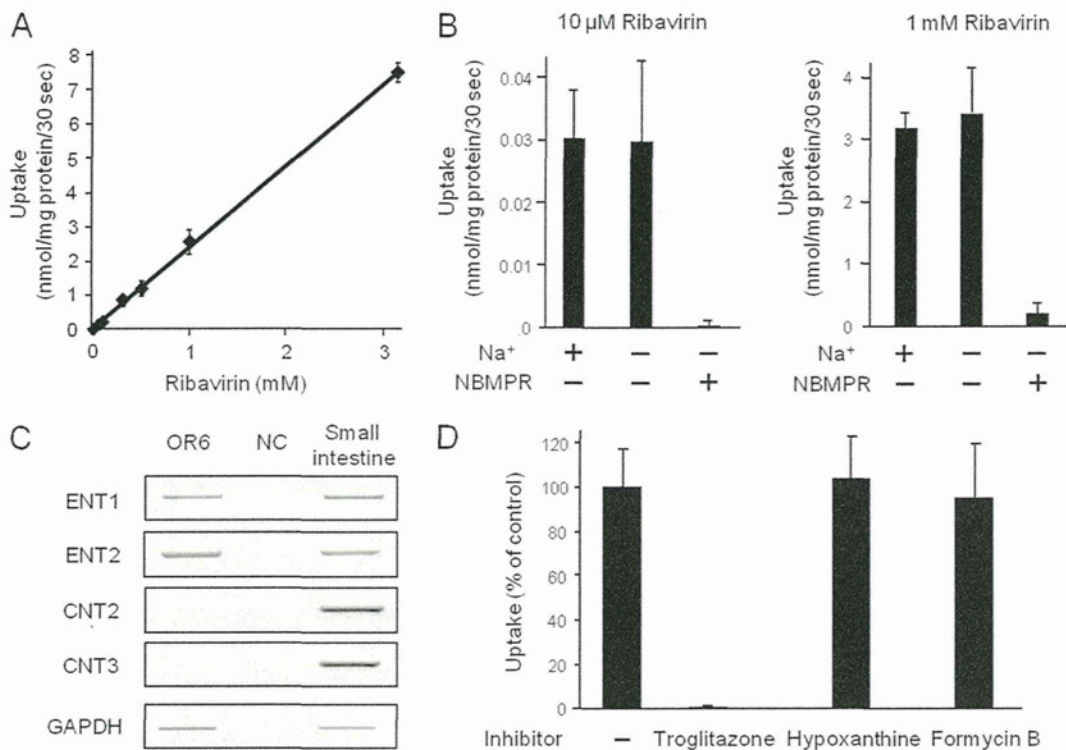 A
Uptake
(nmol/mg protein/30 sec)
8
7
6
5
4
3
2
1
0
0 1 2 3
Ribavirin (mM)
B
10 µM Ribavirin
Uptake
(nmol/mg protein/30 sec)
0.04
0.03
0.02
0.01
0
Na+ + − −
NBMPR − − +
1 mM Ribavirin
Uptake
(nmol/mg protein/30 sec)
4
3
2
1
0
Na+ + − −
NBMPR − − +
C
OR6 NC Small
intestine
ENT1
ENT2
CNT2
CNT3
GAPDH
D
Uptake (% of control)
120
100
80
60
40
20
0
Inhibitor − Troglitazone Hypoxanthine Formycin B